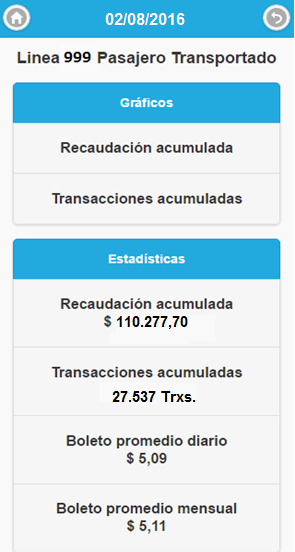 02/08/2016
Linea 999 Pasajero Transportado
Gráficos
Recaudación acumulada
Transacciones acumuladas
Estadísticas
Recaudación acumulada
$ 110.277,70
Transacciones acumuladas
27.537 Trxs.
Boleto promedio diario
$ 5,09
Boleto promedio mensual
$ 5,11